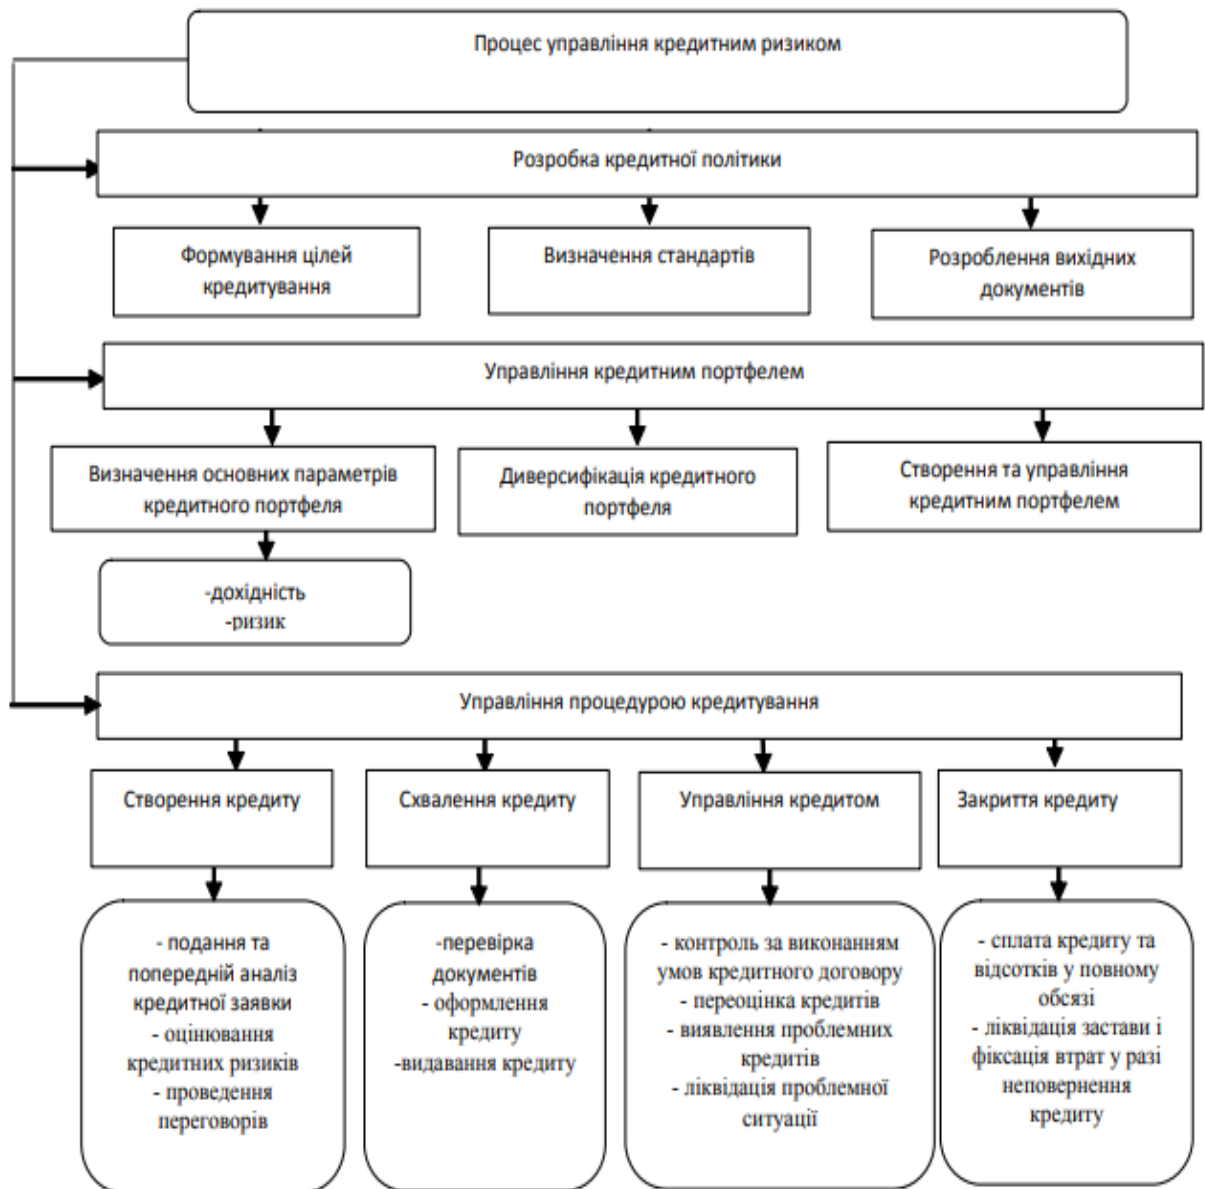 Процес управління кредитним ризиком
Розробка кредитної політики
Формування цілей
кредитування
Визначення стандартів
Розроблення вихідних
документів
Управління кредитним портфелем
Визначення основних параметрів
кредитного портфеля
Диверсифікація кредитного
портфеля
Створення та управління
кредитним портфелем
-дохідність
-ризик
Управління процедурою кредитування
Створення кредиту
Схвалення кредиту
Управління кредитом
Закриття кредиту
- подання та
попередній аналіз
кредитної заявки
- оцінювання
кредитних ризиків
- проведення
переговорів
-перевірка
документів
- оформлення
кредиту
-видавання кредиту
- контроль за виконанням
умов кредитного договору
- переоцінка кредитів
- виявлення проблемних
кредитів
- ліквідація проблемної
ситуації
- сплата кредиту та
відсотків у повному
обсязі
- ліквідація застави і
фіксація втрат у разі
неповернення
кредиту